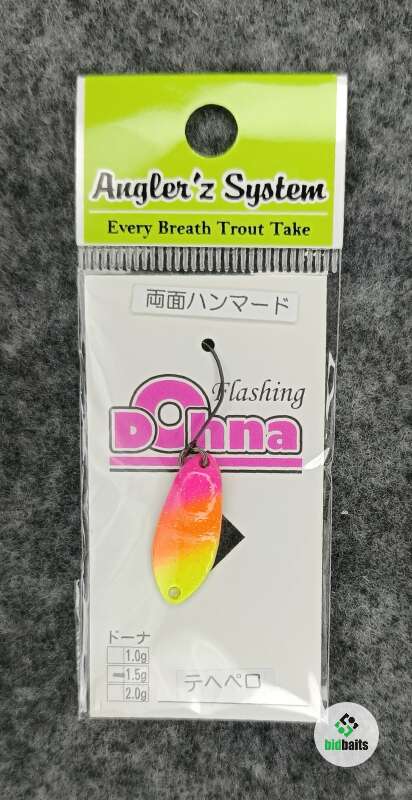 Angler'z System
Every Breath Trout Take
両面ハンマード
Flashing
Dohna
ドーナ
1.0g
1.5g
2.0g
テヘペロ
bidbaits